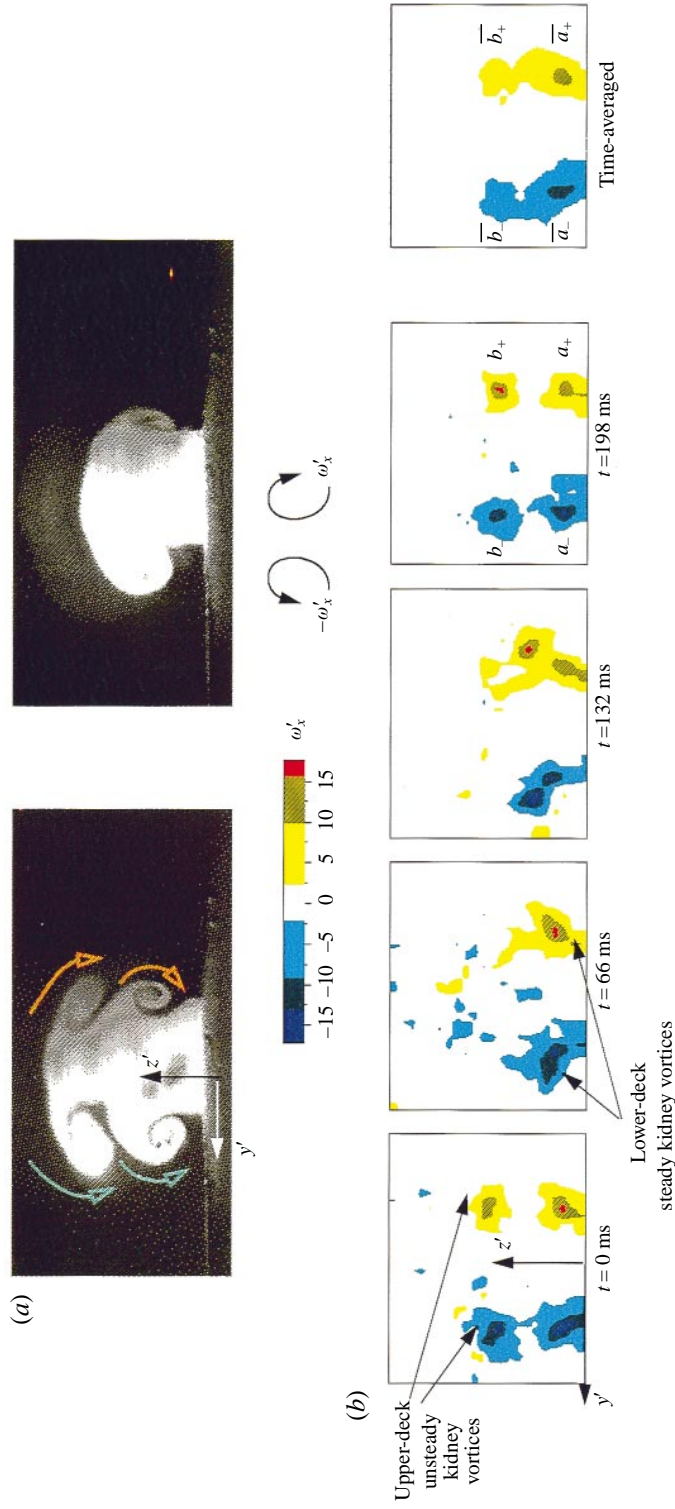 (a)
z′
y′
−ω′ₓ
ω′ₓ
ω′ₓ
−15 −10 −5 0 5 10 15
(b)
Upper-deck
unsteady
kidney
vortices
z′
y′
t = 0 ms
Lower-deck
steady kidney vortices
t = 66 ms
t = 132 ms
b₋ b₊
a₋ a₊
t = 198 ms
b̅₋ b̅₊
a̅₋ a̅₊
Time-averaged